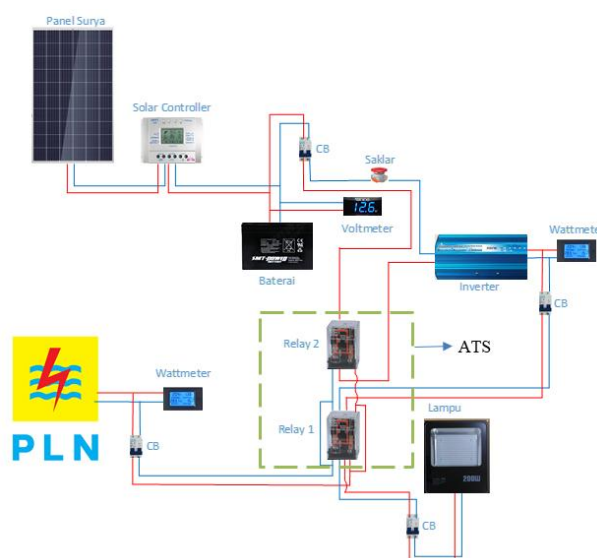 Panel Surya
Solar Controller
CB
Saklar
12.6.
Voltmeter
Baterai
Wattmeter
Inverter
CB
Relay 2
ATS
Wattmeter
PLN
CB
Relay 1
Lampu
200W
CB